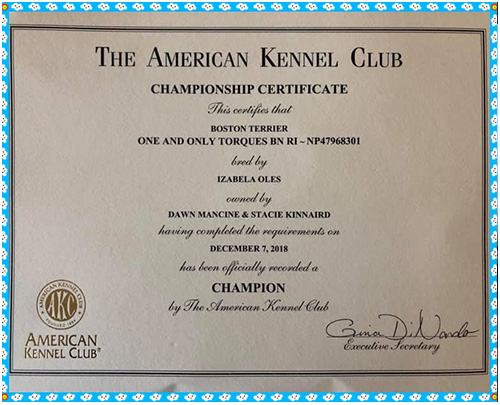 THE AMERICAN KENNEL CLUB
CHAMPIONSHIP CERTIFICATE
This certifies that
BOSTON TERRIER
ONE AND ONLY TORQUES BN RI ~ NP47968301
bred by
IZABELA OLES
owned by
DAWN MANCINE & STACIE KINNAIRD
having completed the requirements on
DECEMBER 7, 2018
has been officially recorded a
CHAMPION
by The American Kennel Club
AMERICAN KENNEL CLUB
AKC
AMERICAN
KENNEL CLUB®
Gina DiNardo
Executive Secretary